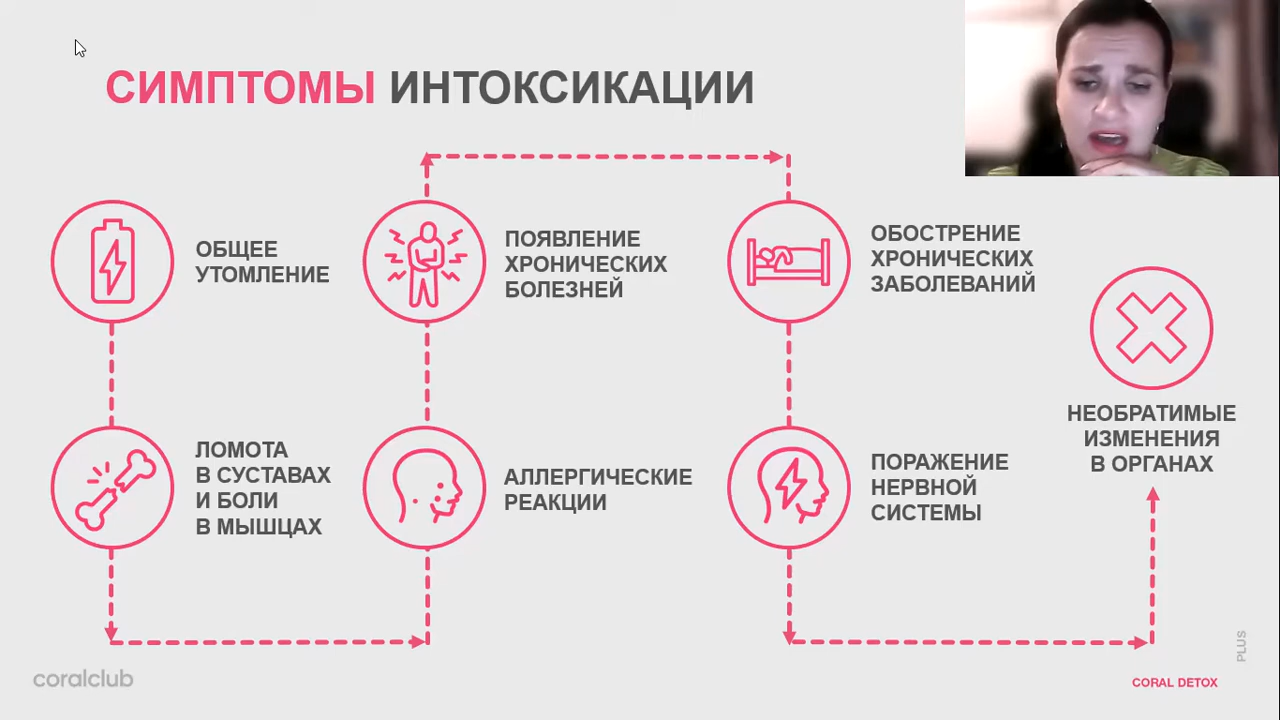 СИМПТОМЫ ИНТОКСИКАЦИИ
ОБЩЕЕ
УТОМЛЕНИЕ
ЛОМОТА
В СУСТАВАХ
И БОЛИ
В МЫШЦАХ
АЛЛЕРГИЧЕСКИЕ
РЕАКЦИИ
ПОЯВЛЕНИЕ
ХРОНИЧЕСКИХ
БОЛЕЗНЕЙ
ОБОСТРЕНИЕ
ХРОНИЧЕСКИХ
ЗАБОЛЕВАНИЙ
ПОРАЖЕНИЕ
НЕРВНОЙ
СИСТЕМЫ
НЕОБРАТИМЫЕ
ИЗМЕНЕНИЯ
В ОРГАНАХ
coralclub
CORAL DETOX
PLUS